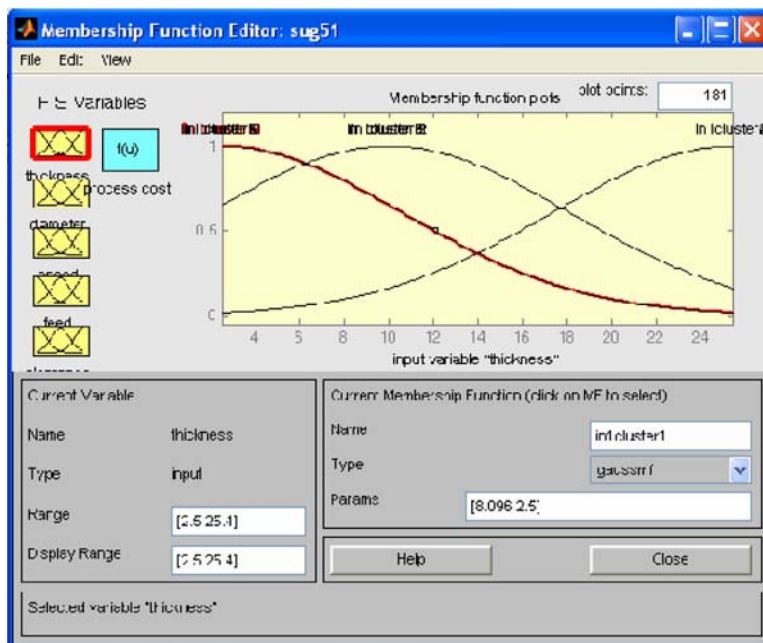 Membership Function Editor: sug51
File Edit View
FIS Variables
Membership function plots
plot points:
181
f(u)
thickness
process cost
diameter
speed
feed
1
0.5
0
4 6 8 10 12 14 16 18 20 22 24
input variable "thickness"
Current Variable
Name thickness
Type input
Range [2.5 25.4]
Display Range [2.5 25.4]
Current Membership Function (click on MF to select)
Name in1cluster1
Type gaussmf
Params [8.096 2.5]
Help
Close
Selected variable "thickness"